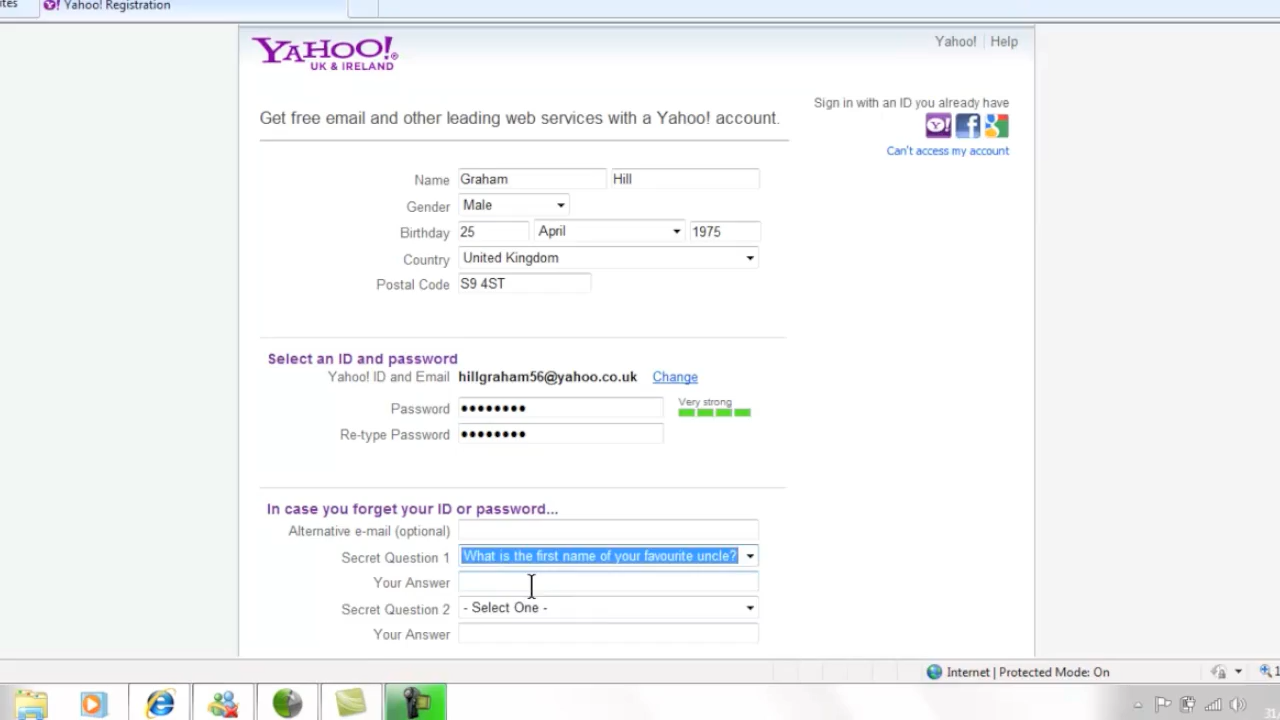 ites Yahoo! Registration
YAHOO!® Yahoo! Help
UK & IRELAND
Sign in with an ID you already have
Get free email and other leading web services with a Yahoo! account.
Can't access my account
Name Graham Hill
Gender Male
Birthday 25 April 1975
Country United Kingdom
Postal Code S9 4ST
Select an ID and password
Yahoo! ID and Email hillgraham56@yahoo.co.uk Change
Password •••••••• Very strong
Re-type Password ••••••••
In case you forget your ID or password...
Alternative e-mail (optional)
Secret Question 1 What is the first name of your favourite uncle?
Your Answer
Secret Question 2 - Select One -
Your Answer
Internet | Protected Mode: On